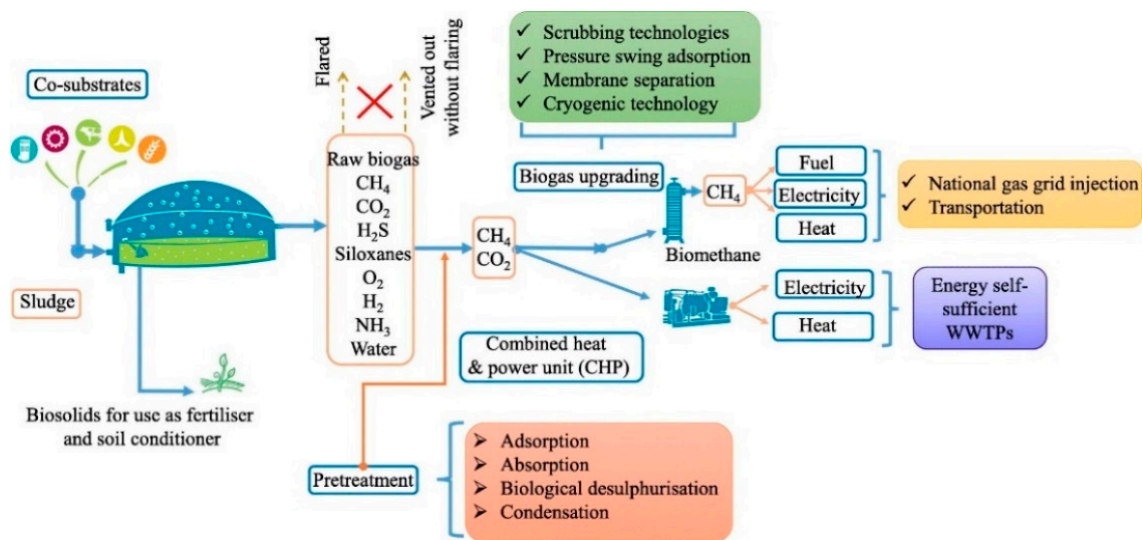 Co-substrates
Sludge
Biosolids for use as fertiliser
and soil conditioner
Flared
Vented out
without flaring
Raw biogas
CH₄
CO₂
H₂S
Siloxanes
O₂
H₂
NH₃
Water
Pretreatment
➢ Adsorption
➢ Absorption
➢ Biological desulphurisation
➢ Condensation
CH₄
CO₂
Combined heat
& power unit (CHP)
✓ Scrubbing technologies
✓ Pressure swing adsorption
✓ Membrane separation
✓ Cryogenic technology
Biogas upgrading
Biomethane
CH₄
Fuel
Electricity
Heat
✓ National gas grid injection
✓ Transportation
Electricity
Heat
Energy self-
sufficient
WWTPs